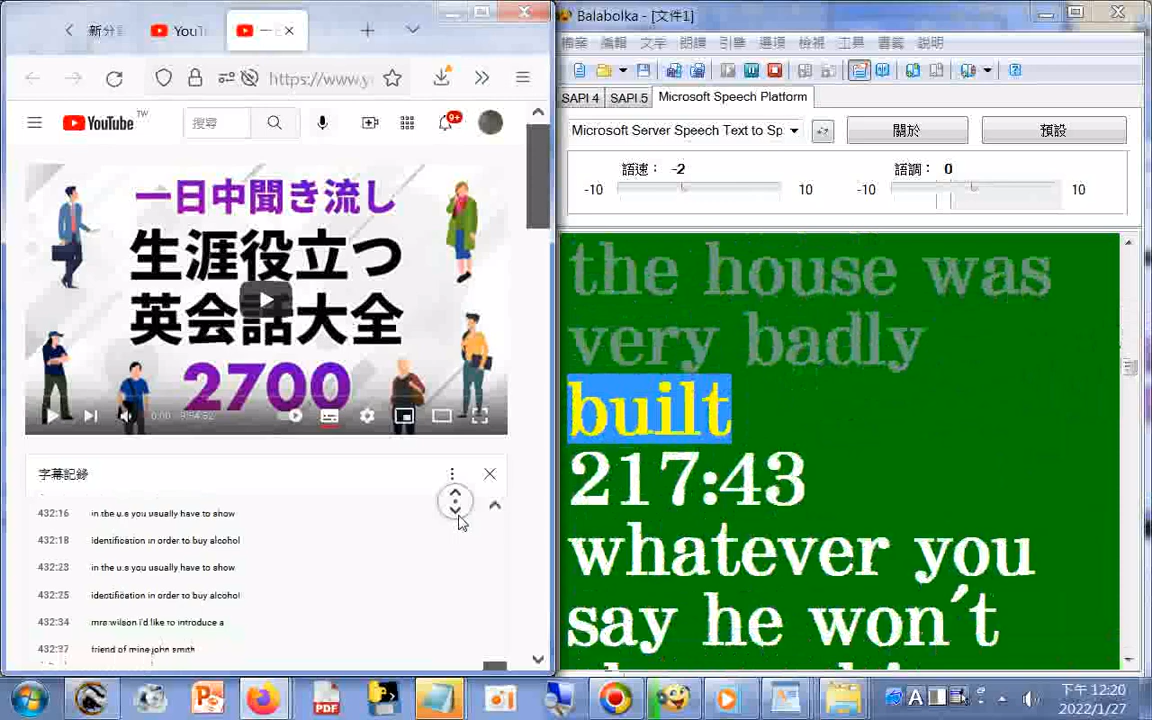 新分
YouT
https://www.y
YouTube
TW
搜尋
9+
一日中聞き流し
生涯役立つ
英会話大全
2700
字幕記錄
432:16 in the u.s you usually have to show
432:18 identification in order to buy alcohol
432:23 in the u.s you usually have to show
432:25 identification in order to buy alcohol
432:34 mrs wilson i'd like to introduce a
432:37 friend of mine john smith
Balabolka - [文件1]
檔案 編輯 文字 朗讀 引擎 選項 檢視 工具 書籤 說明
SAPI 4 SAPI 5 Microsoft Speech Platform
Microsoft Server Speech Text to Sp
關於 預設
語速： -2 語調： 0
-10 10 -10 10
the house was
very badly
built
217:43
whatever you
say he won't
PDF
A
下午 12:20
2022/1/27